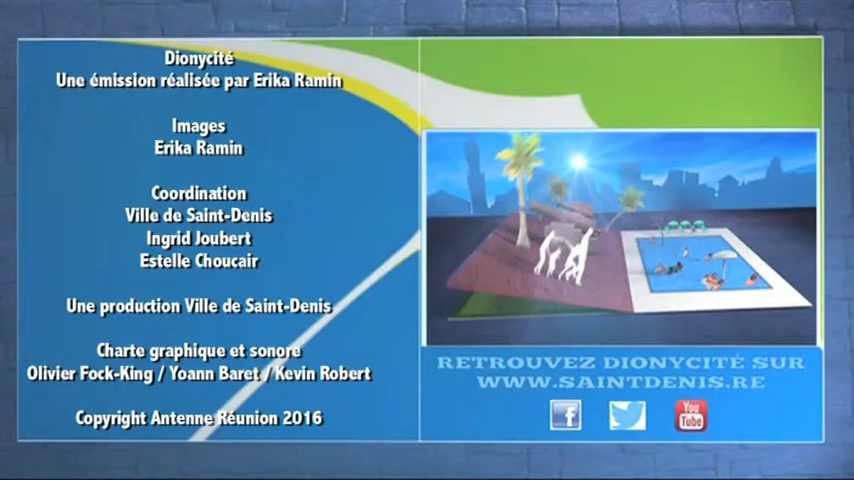 Dionycité
Une émission réalisée par Erika Ramin
Images
Erika Ramin
Coordination
Ville de Saint-Denis
Ingrid Joubert
Estelle Choucair
Une production Ville de Saint-Denis
Charte graphique et sonore
Olivier Fock-King / Yoann Baret / Kevin Robert
Copyright Antenne Réunion 2016
RETROUVEZ DIONYCITÉ SUR
WWW.SAINTDENIS.RE
f
You
Tube